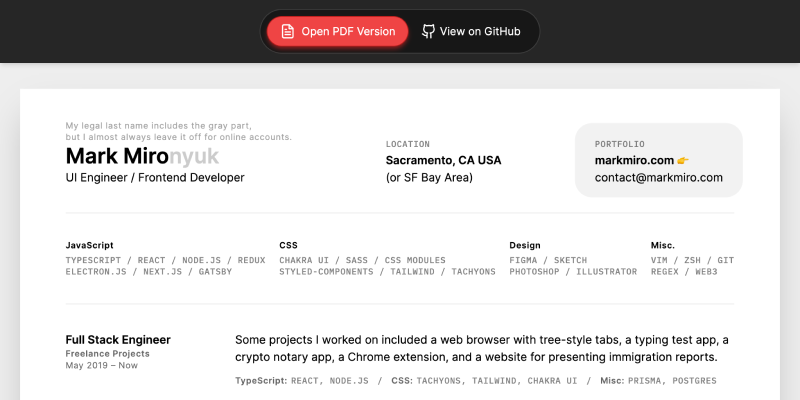 Open PDF Version
View on GitHub
My legal last name includes the gray part,
but I almost always leave it off for online accounts.
Mark Mironyuk
UI Engineer / Frontend Developer
LOCATION
Sacramento, CA USA
(or SF Bay Area)
PORTFOLIO
markmiro.com 👉
contact@markmiro.com
JavaScript
TYPESCRIPT / REACT / NODE.JS / REDUX
ELECTRON.JS / NEXT.JS / GATSBY
CSS
CHAKRA UI / SASS / CSS MODULES
STYLED-COMPONENTS / TAILWIND / TACHYONS
Design
FIGMA / SKETCH
PHOTOSHOP / ILLUSTRATOR
Misc.
VIM / ZSH / GIT
REGEX / WEB3
Full Stack Engineer
Freelance Projects
May 2019 – Now
Some projects I worked on included a web browser with tree-style tabs, a typing test app, a
crypto notary app, a Chrome extension, and a website for presenting immigration reports.
TypeScript: REACT, NODE.JS / CSS: TACHYONS, TAILWIND, CHAKRA UI / Misc: PRISMA, POSTGRES